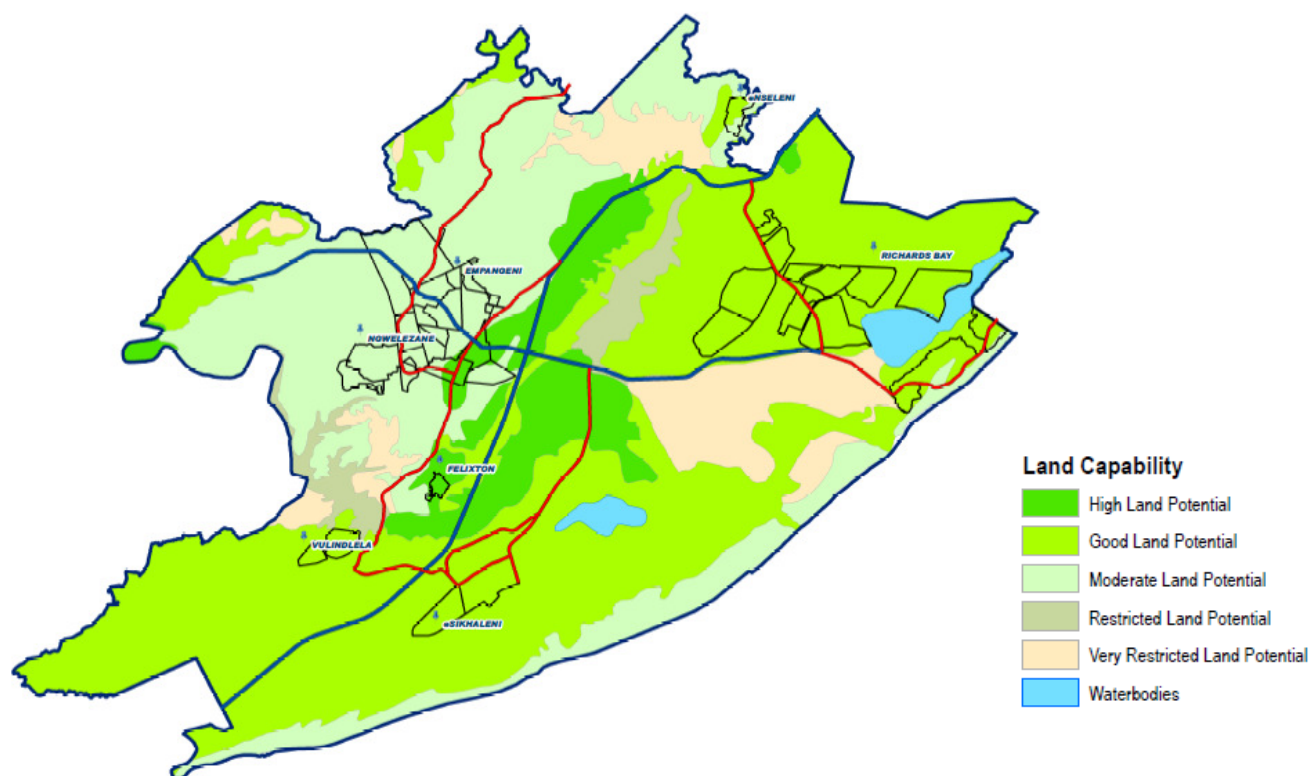 eNSELENI
RICHARDS BAY
EMPANGENI
NGWELEZANE
FELIXTON
VULINDLELA
eSIKHALENI
Land Capability
High Land Potential
Good Land Potential
Moderate Land Potential
Restricted Land Potential
Very Restricted Land Potential
Waterbodies